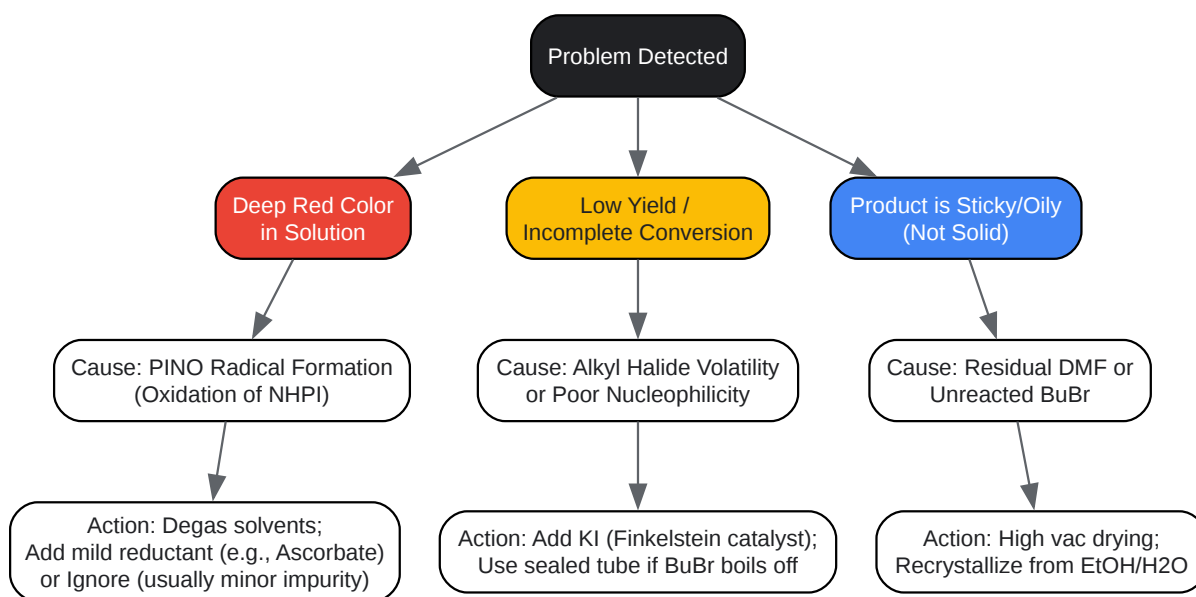 Problem Detected
Deep Red Color
in Solution
Low Yield /
Incomplete Conversion
Product is Sticky/Oily
(Not Solid)
Cause: PINO Radical Formation
(Oxidation of NHPI)
Cause: Alkyl Halide Volatility
or Poor Nucleophilicity
Cause: Residual DMF or
Unreacted BuBr
Action: Degas solvents;
Add mild reductant (e.g., Ascorbate)
or Ignore (usually minor impurity)
Action: Add KI (Finkelstein catalyst);
Use sealed tube if BuBr boils off
Action: High vac drying;
Recrystallize from EtOH/H2O